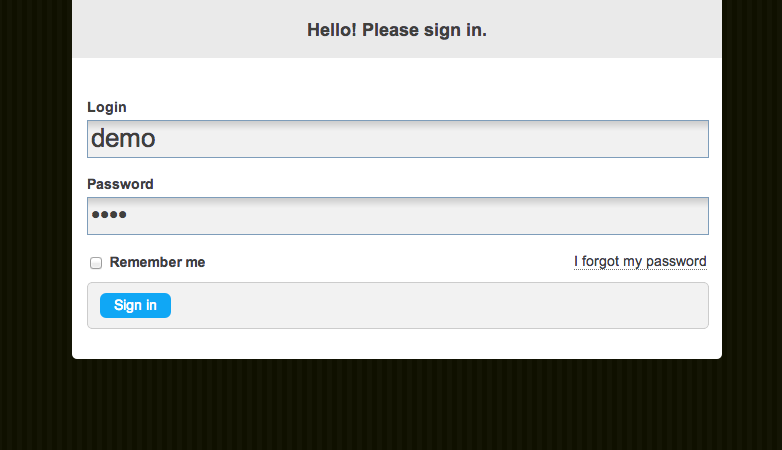 Hello! Please sign in.
Login
demo
Password
••••
Remember me
I forgot my password
Sign in